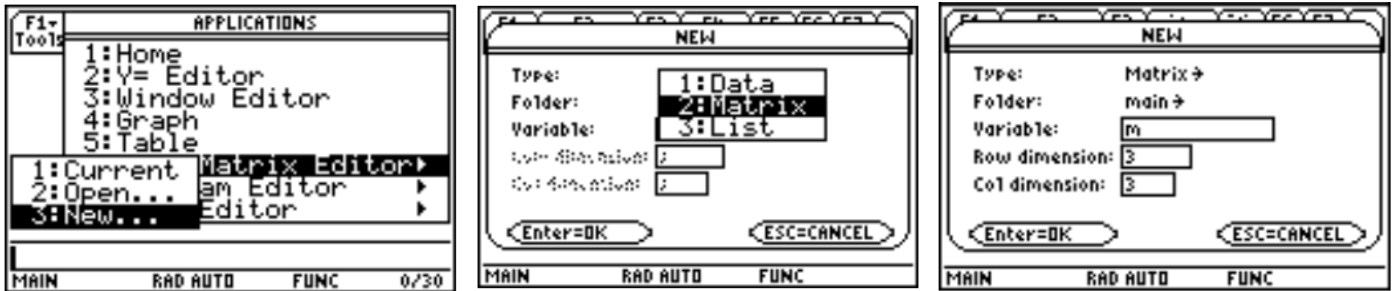 F1▾ APPLICATIONS
Tools
1:Home
2:Y= Editor
3:Window Editor
4:Graph
5:Table
Matrix Editor▸
1:Current
2:Open... am Editor ▸
3:New... Editor ▸
MAIN RAD AUTO FUNC 0/30
NEW
Type: 1:Data
Folder: 2:Matrix
Variable: 3:List
Enter=OK ESC=CANCEL
MAIN RAD AUTO FUNC
NEW
Type: Matrix→
Folder: main→
Variable: m
Row dimension: 3
Col dimension: 3
Enter=OK ESC=CANCEL
MAIN RAD AUTO FUNC